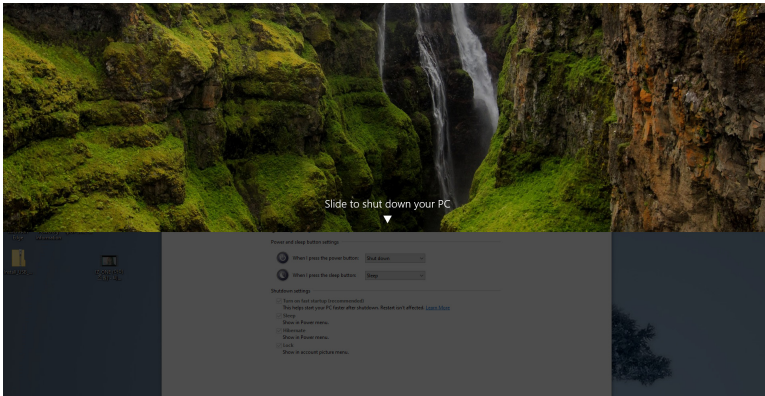 Slide to shut down your PC
Power and sleep button settings
When I press the power button: Shut down
When I press the sleep button: Sleep
Shutdown settings
Turn on fast startup (recommended)
This helps start your PC faster after shutdown. Restart isn't affected. Learn More
Sleep
Show in Power menu.
Hibernate
Show in Power menu.
Lock
Show in account picture menu.